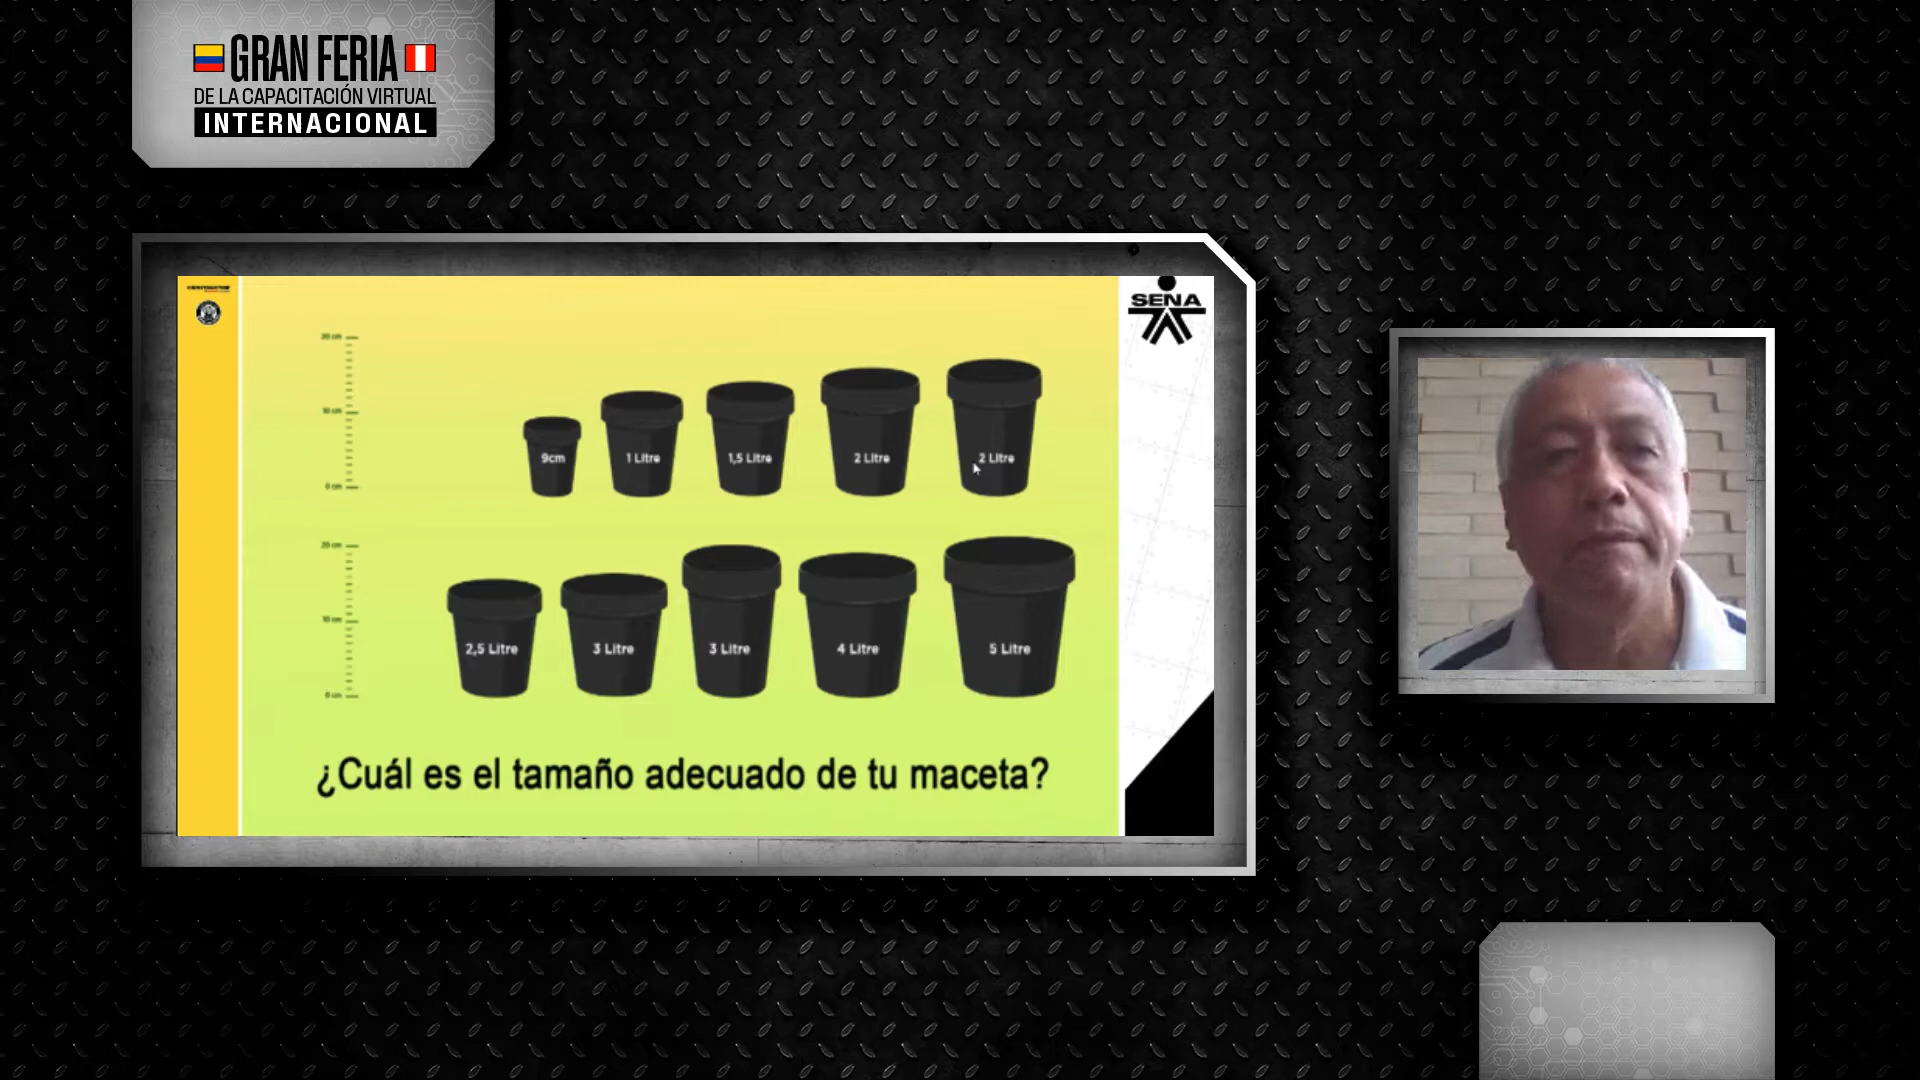 GRAN FERIA
DE LA CAPACITACIÓN VIRTUAL
INTERNACIONAL
SENA
20 cm
10 cm
0 cm
9cm
1 Litre
1,5 Litre
2 Litre
2 Litre
20 cm
10 cm
0 cm
2,5 Litre
3 Litre
3 Litre
4 Litre
5 Litre
¿Cuál es el tamaño adecuado de tu maceta?